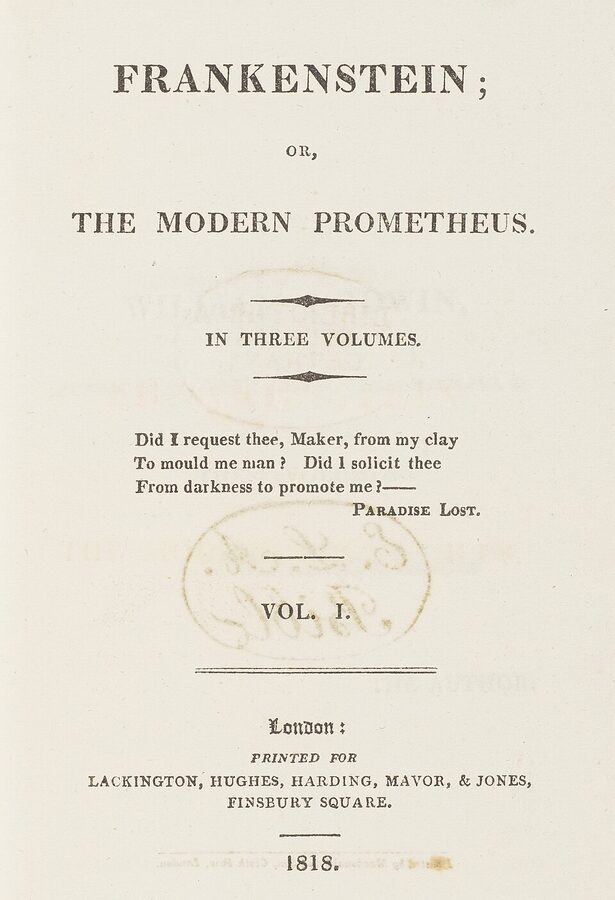 FRANKENSTEIN;
OR,
THE MODERN PROMETHEUS.
IN THREE VOLUMES.
Did I request thee, Maker, from my clay
To mould me man? Did I solicit thee
From darkness to promote me?——
PARADISE LOST.
VOL. I.
London:
PRINTED FOR
LACKINGTON, HUGHES, HARDING, MAVOR, & JONES,
FINSBURY SQUARE.
1818.